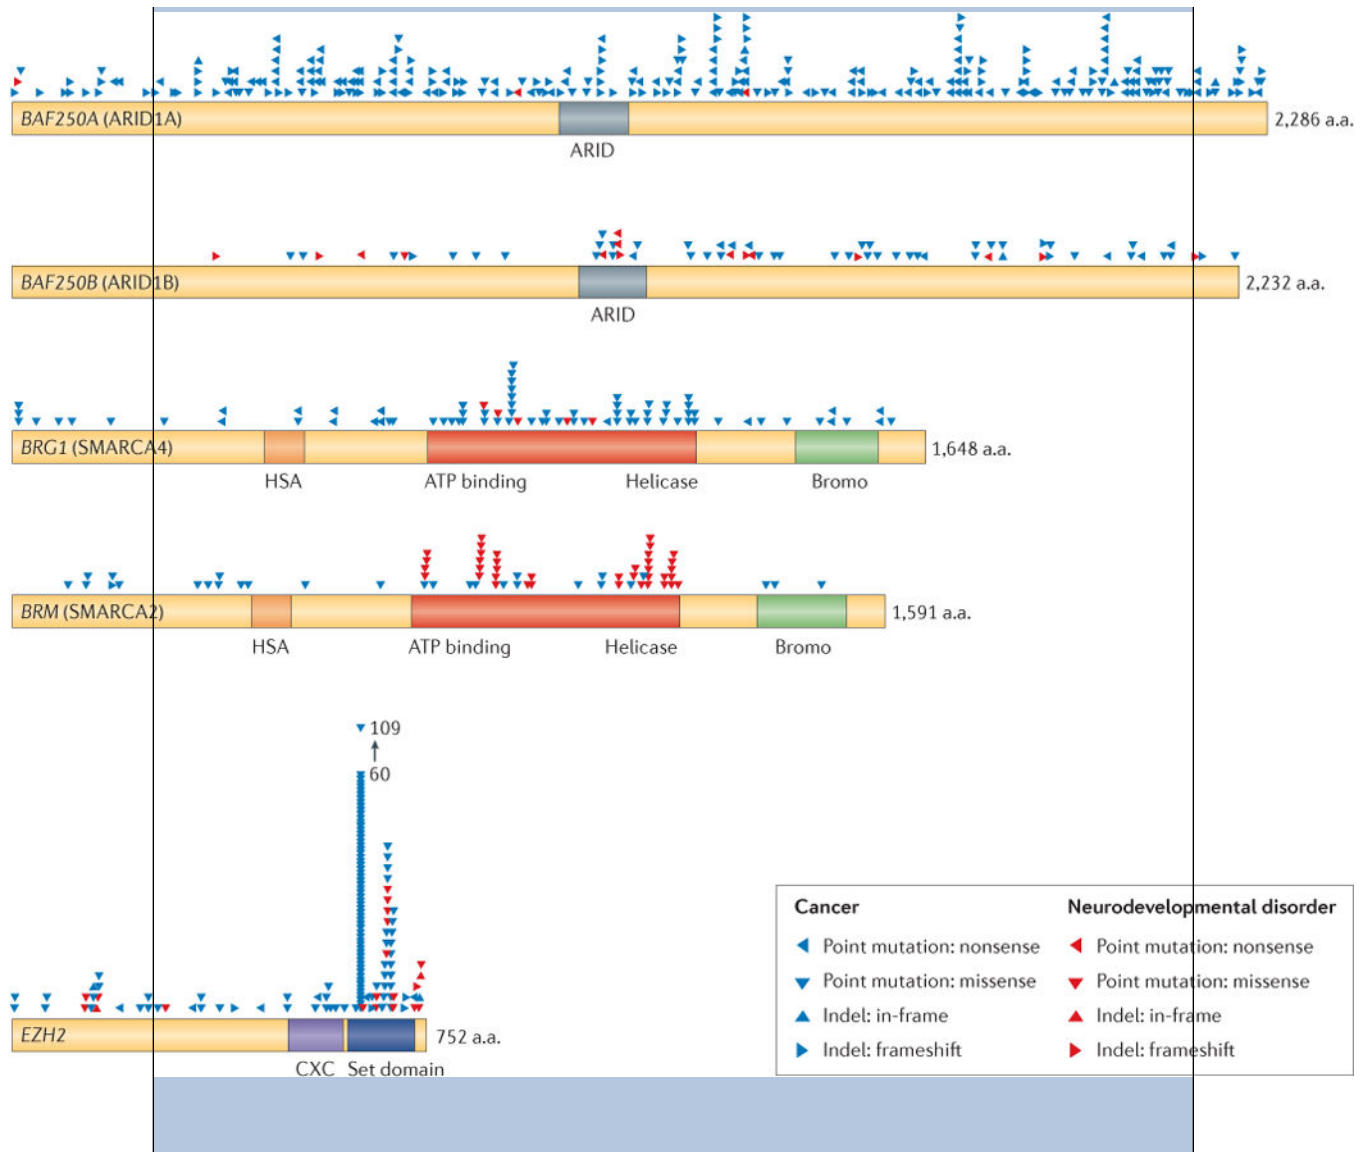 BAF250A (ARID1A)
2,286 a.a.
ARID
BAF250B (ARID1B)
2,232 a.a.
ARID
BRG1 (SMARCA4)
1,648 a.a.
HSA ATP binding Helicase Bromo
BRM (SMARCA2)
1,591 a.a.
HSA ATP binding Helicase Bromo
109
60
EZH2
752 a.a.
CXC Set domain
Cancer
Point mutation: nonsense
Point mutation: missense
Indel: in-frame
Indel: frameshift
Neurodevelopmental disorder
Point mutation: nonsense
Point mutation: missense
Indel: in-frame
Indel: frameshift